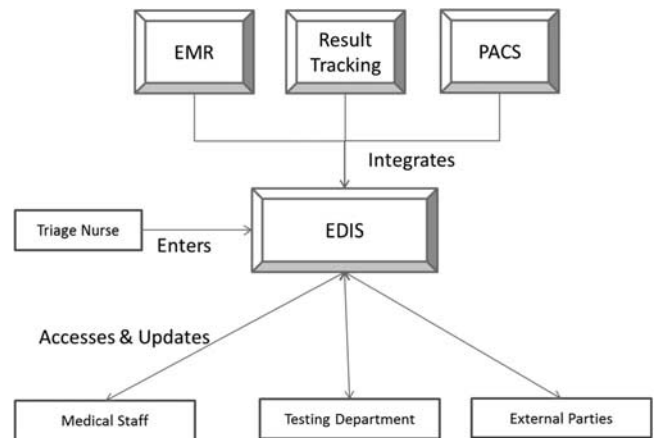 EMR
Result
Tracking
PACS
Integrates
Triage Nurse
Enters
EDIS
Accesses & Updates
Medical Staff
Testing Department
External Parties